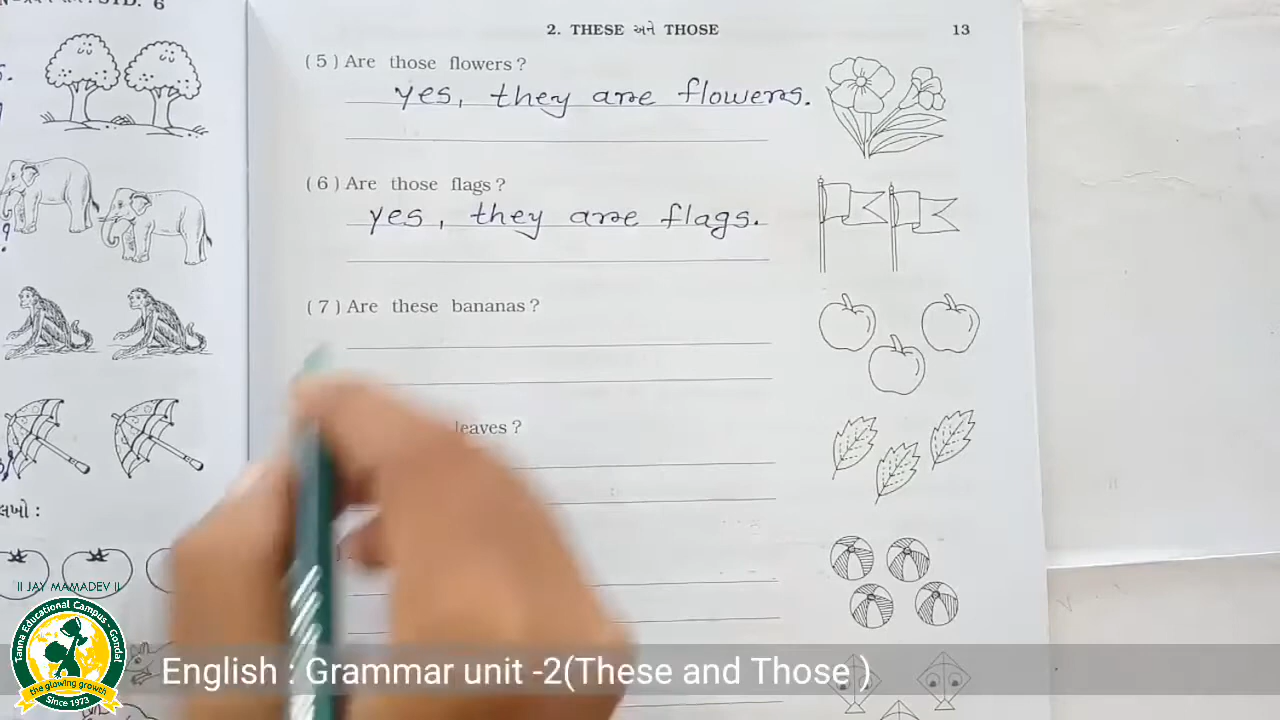 STD. 6
2. THESE અને THOSE 13
( 5 ) Are those flowers ?
yes, they are flowers.
( 6 ) Are those flags ?
yes, they are flags.
( 7 ) Are these bananas ?
leaves ?
લખો :
॥ JAY MAMADEV ॥
Tanna Educational Campus - Gondal
the glowing growth
Since 1973
English : Grammar unit -2(These and Those )